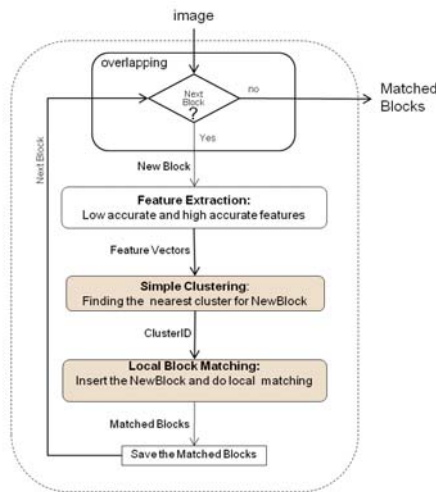 image
overlapping
Next
Block
?
no
Matched
Blocks
Yes
Next Block
New Block
Feature Extraction:
Low accurate and high accurate features
Feature Vectors
Simple Clustering:
Finding the nearest cluster for NewBlock
ClusterID
Local Block Matching:
Insert the NewBlock and do local matching
Matched Blocks
Save the Matched Blocks